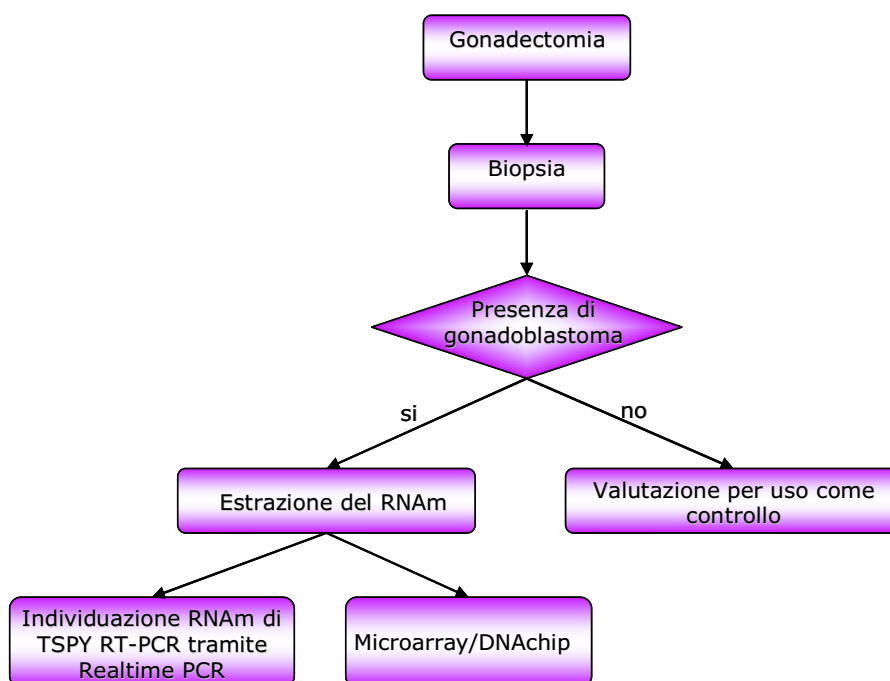 Gonadectomia
Biopsia
Presenza di
gonadoblastoma
si
no
Estrazione del RNAm
Valutazione per uso come
controllo
Individuazione RNAm di
TSPY RT-PCR tramite
Realtime PCR
Microarray/DNAchip